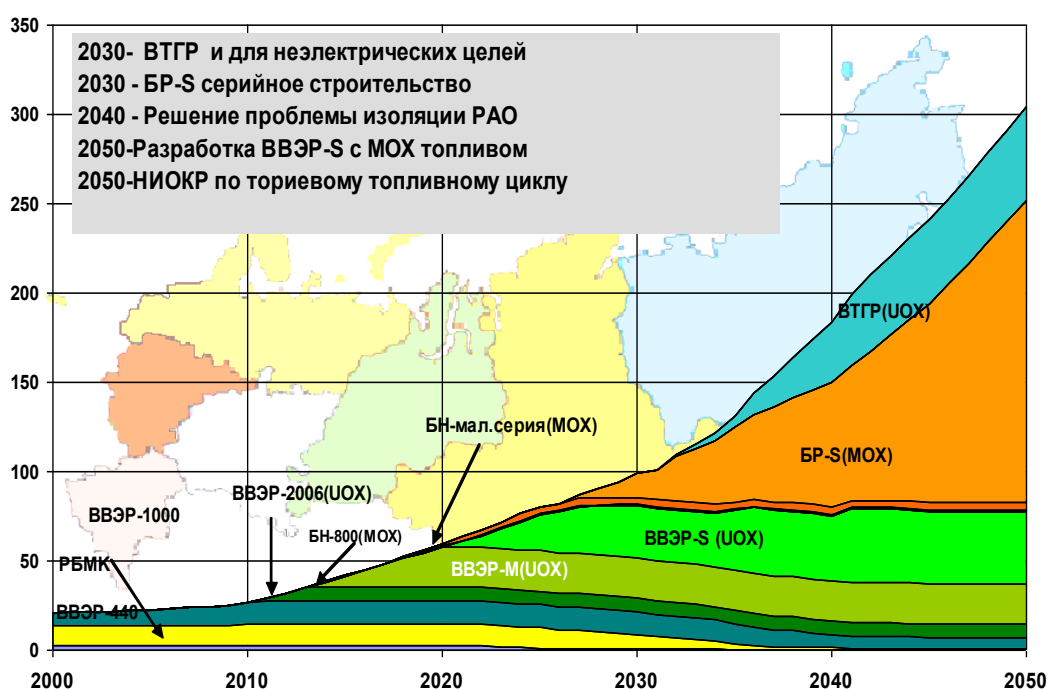 350
300
250
200
150
100
50
0
2030- ВТГР и для неэлектрических целей
2030 - БР-S серийное строительство
2040 - Решение проблемы изоляции РАО
2050-Разработка ВВЭР-S с МОХ топливом
2050-НИОКР по ториевому топливному циклу
ВТГР(UOX)
БН-мал.серия(MOX)
БР-S(MOX)
ВВЭР-2006(UOX)
ВВЭР-1000
БН-800(MOX)
ВВЭР-S (UOX)
РБМК
ВВЭР-М(UOX)
ВВЭР-440
2000 2010 2020 2030 2040 2050